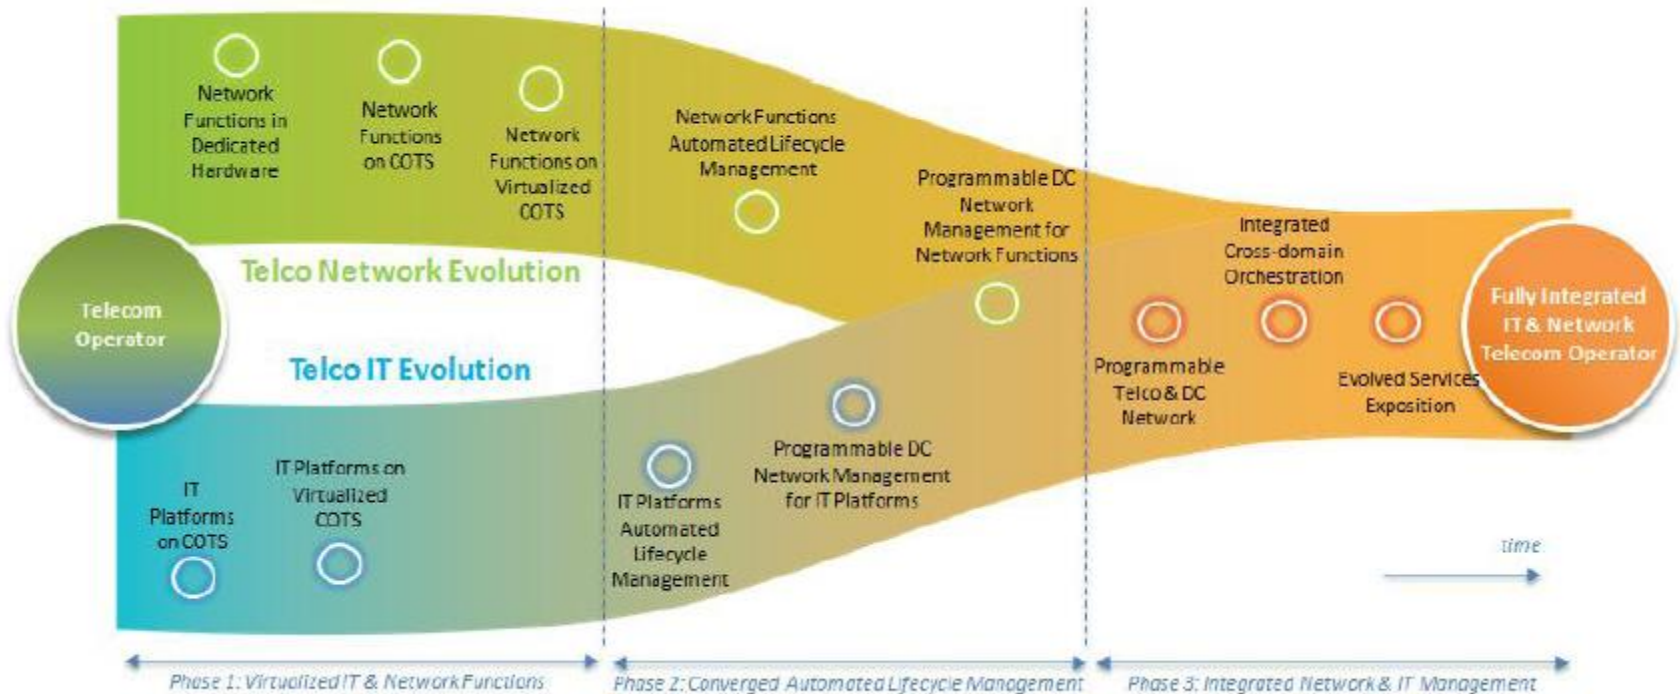 Network
Functions in
Dedicated
Hardware
Network
Functions
on COTS
Network
Functions on
Virtualized
COTS
Network Functions
Automated Lifecycle
Management
Programmable DC
Network
Management for
Network Functions
Integrated
Cross-domain
Orchestration
Telco Network Evolution
Telecom
Operator
Fully Integrated
IT & Network
Telecom Operator
Telco IT Evolution
Programmable
Telco & DC
Network
Evolved Services
Exposition
IT
Platforms
on COTS
IT Platforms on
Virtualized
COTS
IT Platforms
Automated
Lifecycle
Management
Programmable DC
Network Management
for IT Platforms
time
Phase 1: Virtualized IT & Network Functions
Phase 2: Converged Automated Lifecycle Management
Phase 3: Integrated Network & IT Management